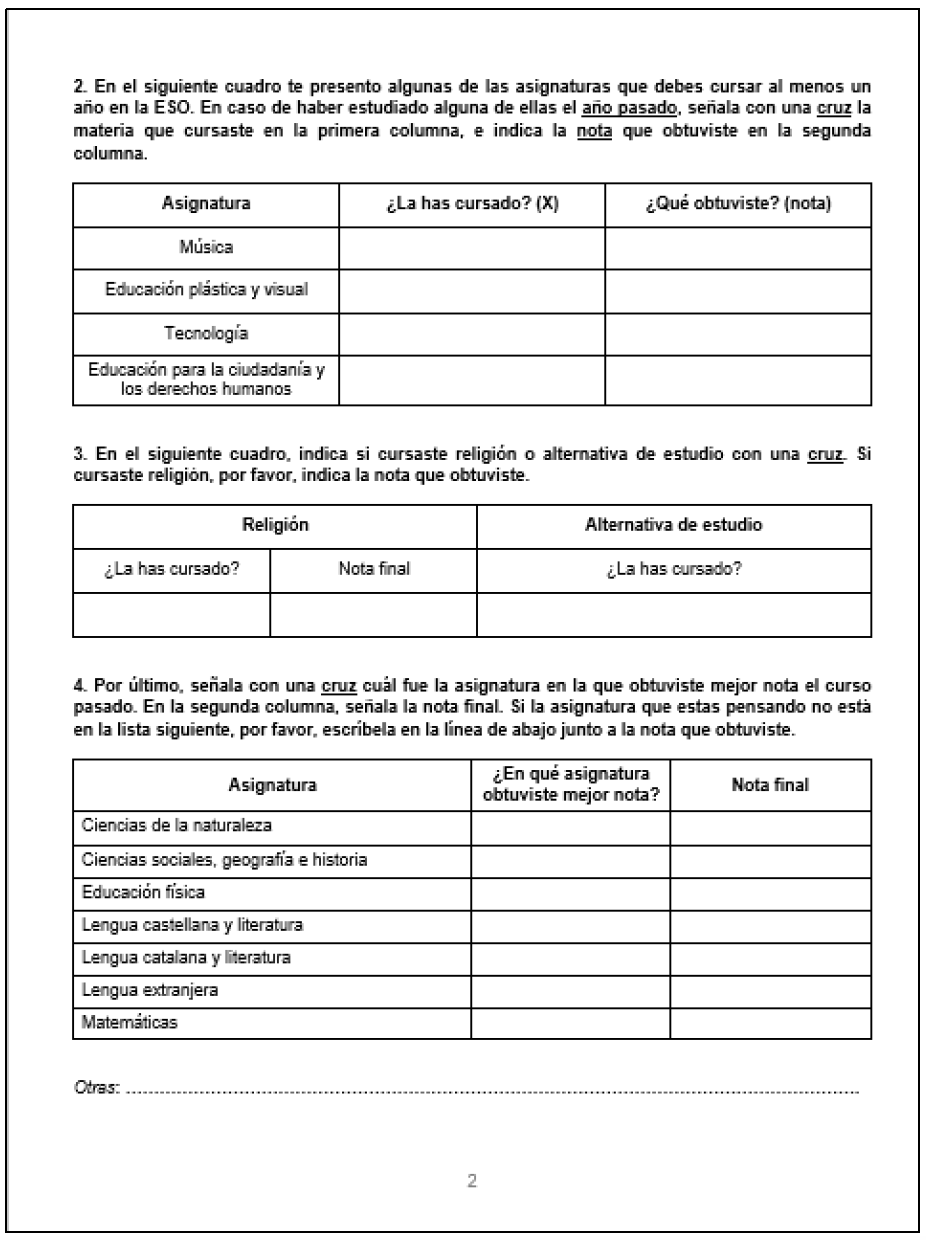 2. En el siguiente cuadro te presento algunas de las asignaturas que debes cursar al menos un
año en la ESO. En caso de haber estudiado alguna de ellas el año pasado, señala con una cruz la
materia que cursaste en la primera columna, e indica la nota que obtuviste en la segunda
columna.
Asignatura ¿La has cursado? (X) ¿Qué obtuviste? (nota)
Música
Educación plástica y visual
Tecnología
Educación para la ciudadanía y
los derechos humanos
3. En el siguiente cuadro, indica si cursaste religión o alternativa de estudio con una cruz. Si
cursaste religión, por favor, indica la nota que obtuviste.
Religión Alternativa de estudio
¿La has cursado? Nota final ¿La has cursado?
4. Por último, señala con una cruz cuál fue la asignatura en la que obtuviste mejor nota el curso
pasado. En la segunda columna, señala la nota final. Si la asignatura que estas pensando no está
en la lista siguiente, por favor, escríbela en la línea de abajo junto a la nota que obtuviste.
Asignatura ¿En qué asignatura obtuviste mejor nota? Nota final
Ciencias de la naturaleza
Ciencias sociales, geografía e historia
Educación física
Lengua castellana y literatura
Lengua catalana y literatura
Lengua extranjera
Matemáticas
Otras: ....................................................................................................................................
2